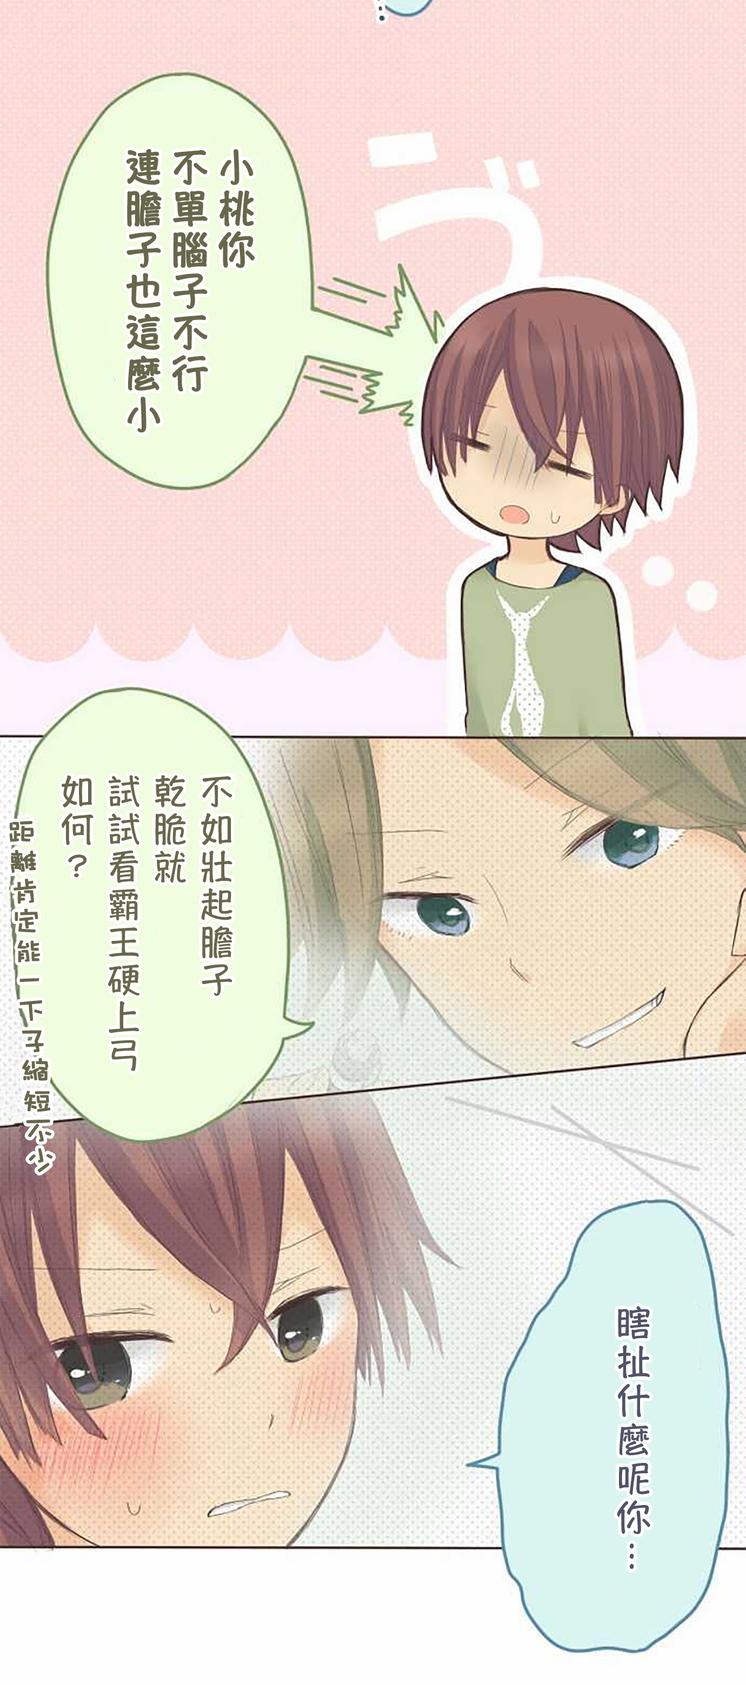 小桃你
不單腦子不行
連膽子也這麼小
ゔ
不如壯起膽子
乾脆就
試試看霸王硬上弓
如何？
距離肯定能一下子縮短不少
瞎扯什麼呢你…